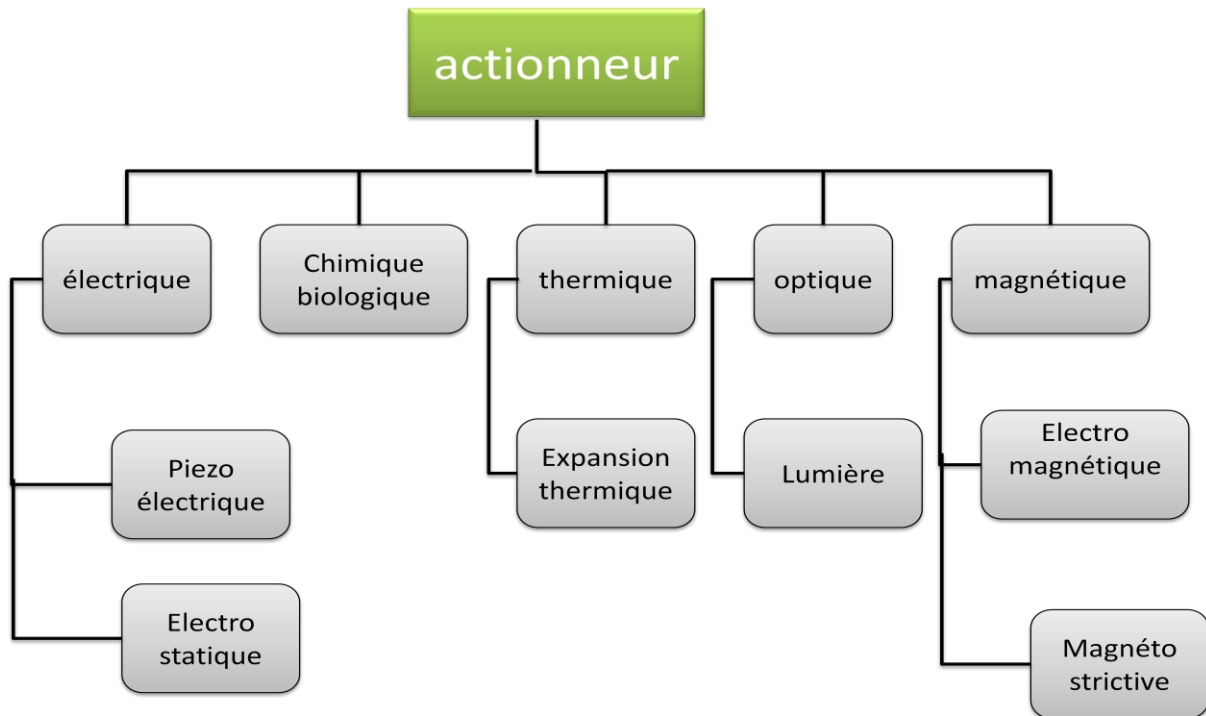 actionneur
électrique
Chimique
biologique
thermique
optique
magnétique
Piezo
électrique
Expansion
thermique
Lumière
Electro
magnétique
Electro
statique
Magnéto
strictive